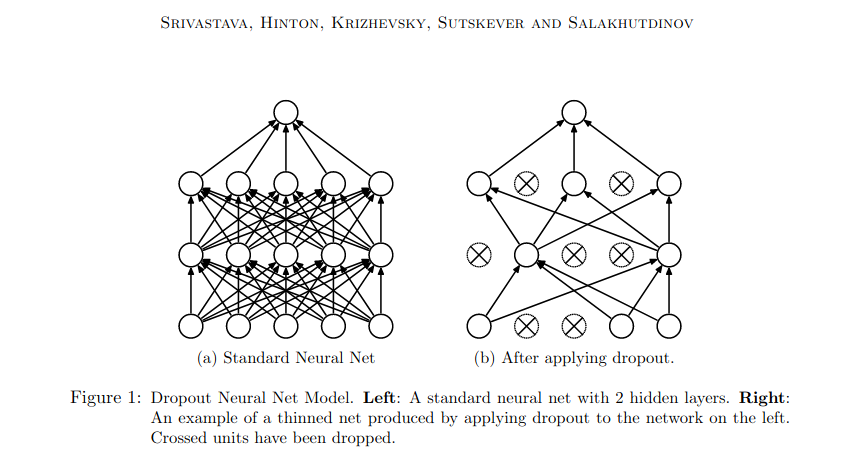 Srivastava, Hinton, Krizhevsky, Sutskever and Salakhutdinov
(a) Standard Neural Net
(b) After applying dropout.
Figure 1: Dropout Neural Net Model. Left: A standard neural net with 2 hidden layers. Right:
An example of a thinned net produced by applying dropout to the network on the left.
Crossed units have been dropped.